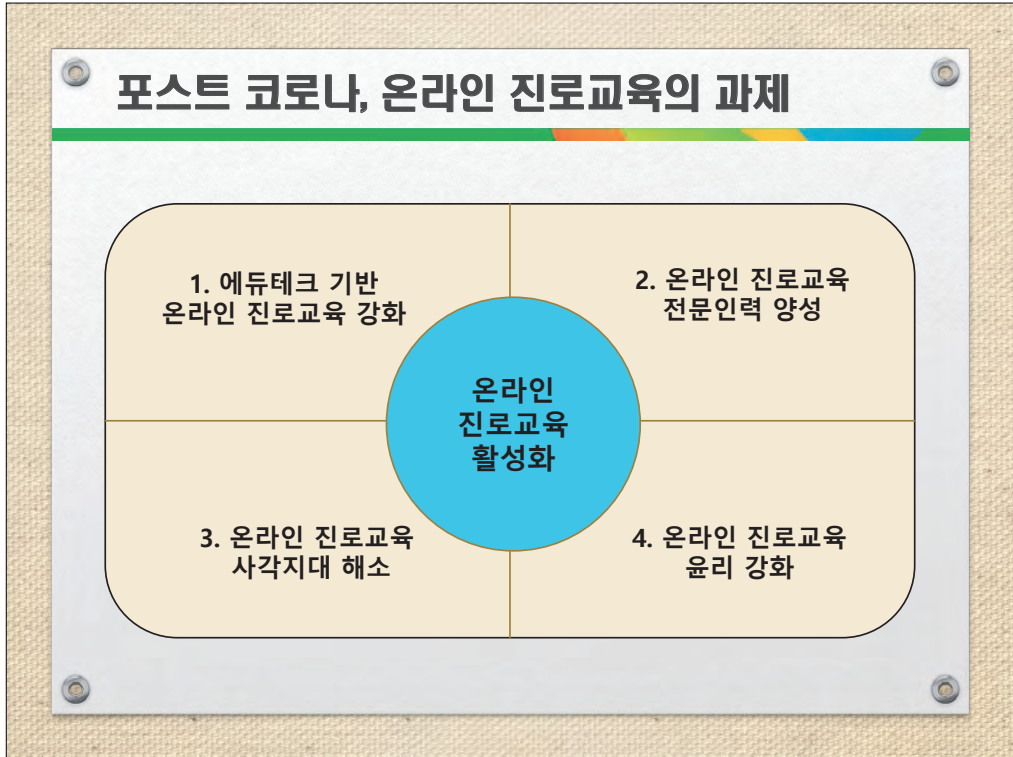 포스트 코로나, 온라인 진로교육의 과제
1. 에듀테크 기반
온라인 진로교육 강화
2. 온라인 진로교육
전문인력 양성
온라인
진로교육
활성화
3. 온라인 진로교육
사각지대 해소
4. 온라인 진로교육
윤리 강화